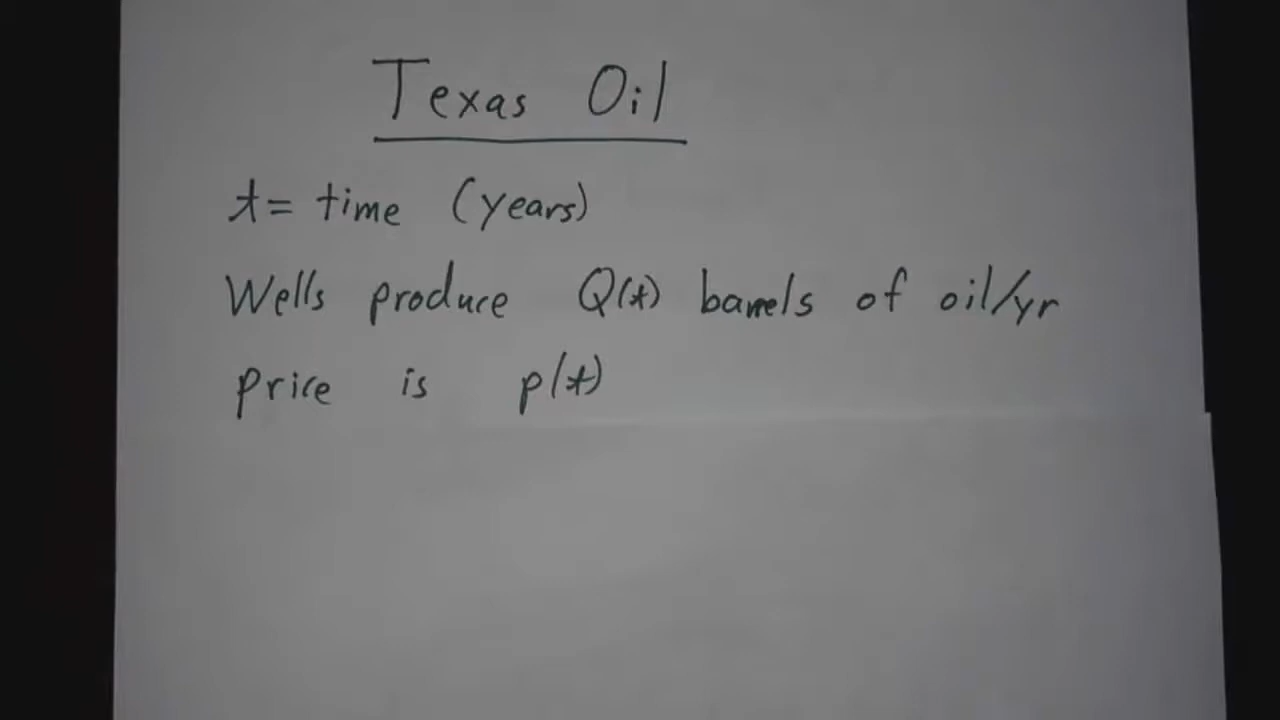 Texas Oil
t = time (years)
Wells produce Q(t) barrels of oil/yr
price is p(t)